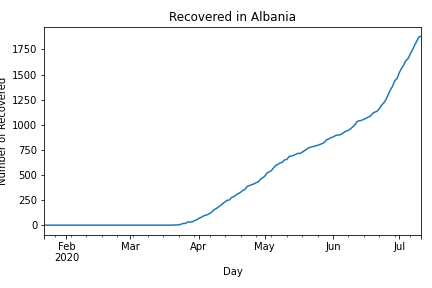 Recovered in Albania
Number of Recovered
1750
1500
1250
1000
750
500
250
0
Feb
2020
Mar
Apr
May
Jun
Jul
Day